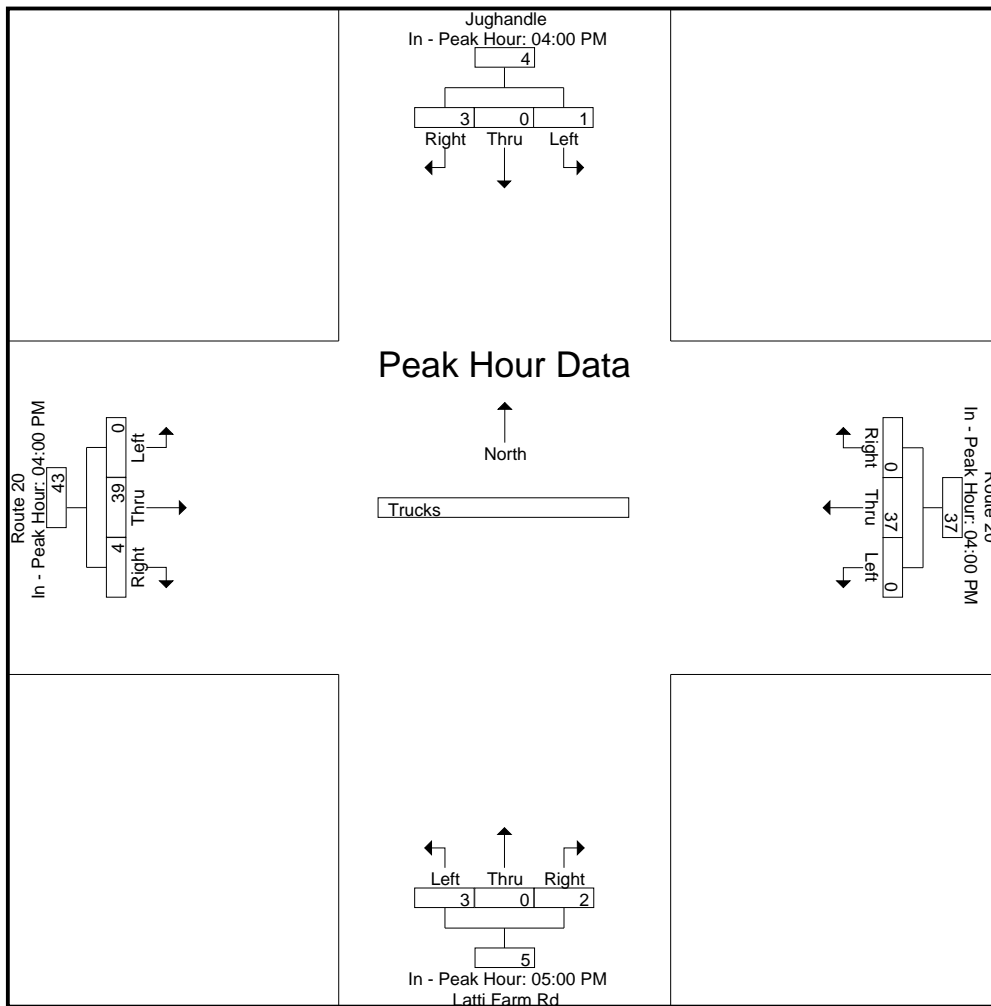 Jughandle
In - Peak Hour: 04:00 PM
4
3 0 1
Right Thru Left
Peak Hour Data
North
Trucks
Route 20
In - Peak Hour: 04:00 PM
43
0 39 4
Left Thru Right
Route 20
In - Peak Hour: 04:00 PM
37
0 37 0
Right Thru Left
Left Thru Right
3 0 2
5
In - Peak Hour: 05:00 PM
Latti Farm Rd